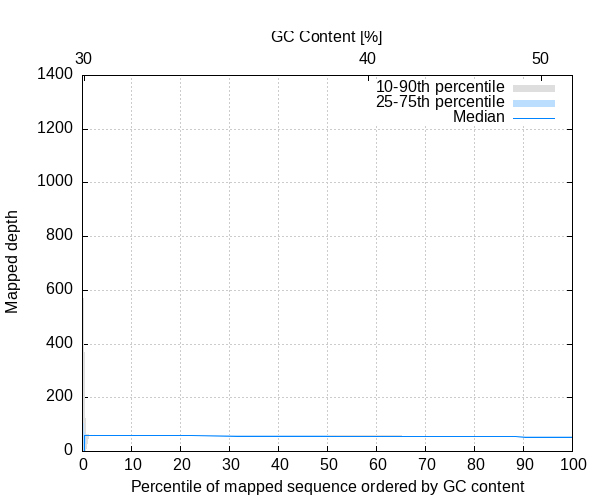 GC Content [%]
30 40 50
1400
1200
1000
800
600
400
200
0
10-90th percentile
25-75th percentile
Median
Mapped depth
0 10 20 30 40 50 60 70 80 90 100
Percentile of mapped sequence ordered by GC content